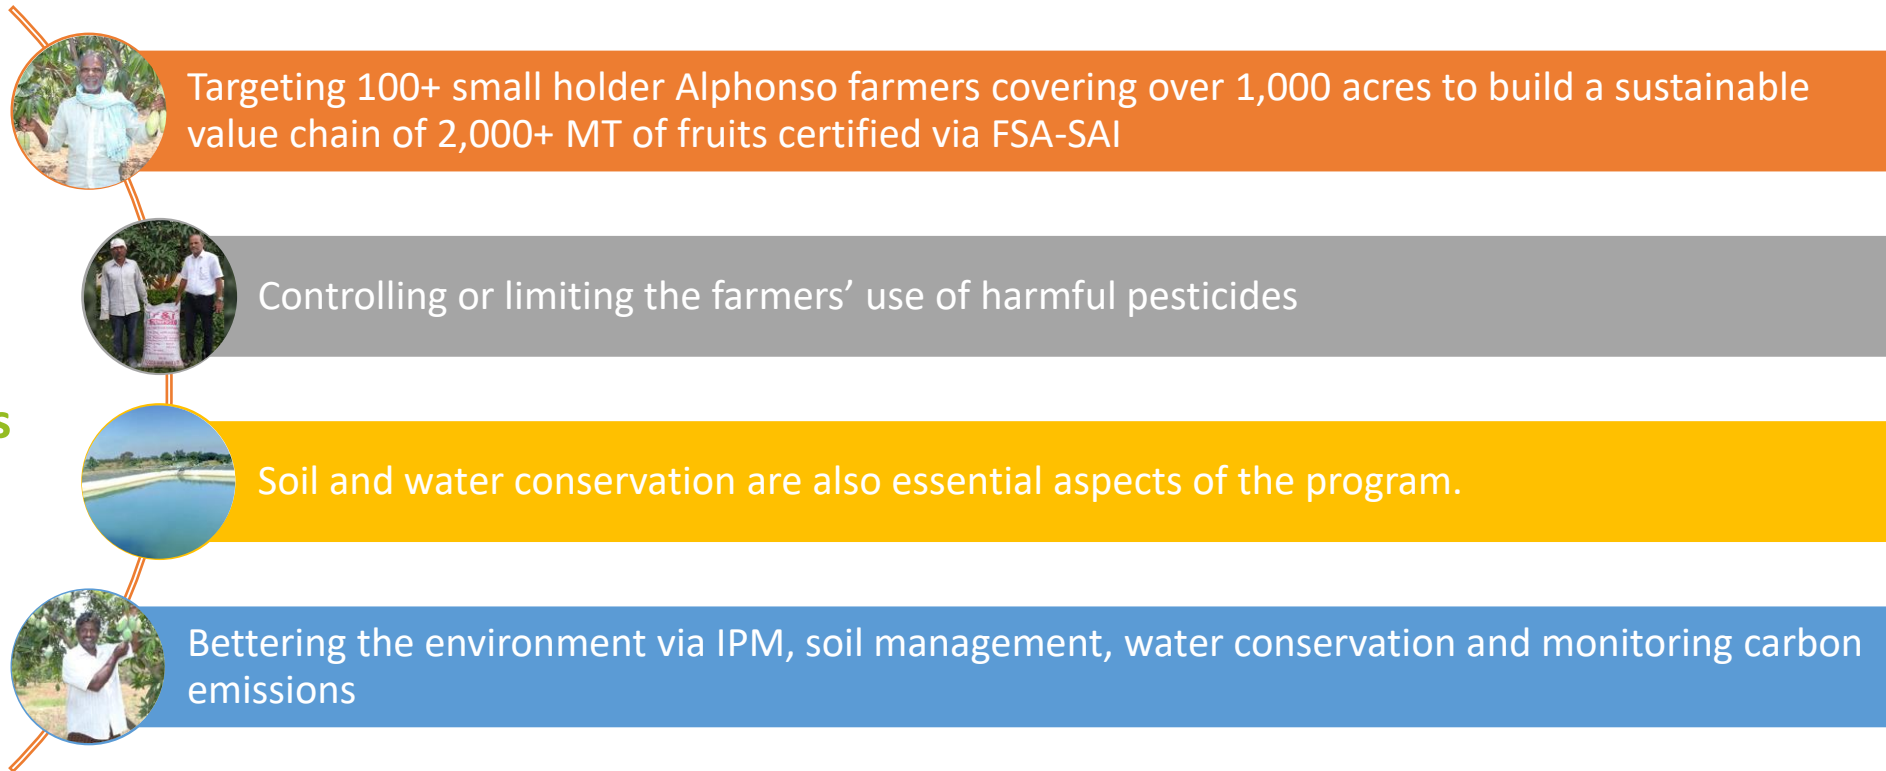 Targeting 100+ small holder Alphonso farmers covering over 1,000 acres to build a sustainable
value chain of 2,000+ MT of fruits certified via FSA-SAI
Controlling or limiting the farmers’ use of harmful pesticides
s
Soil and water conservation are also essential aspects of the program.
Bettering the environment via IPM, soil management, water conservation and monitoring carbon
emissions